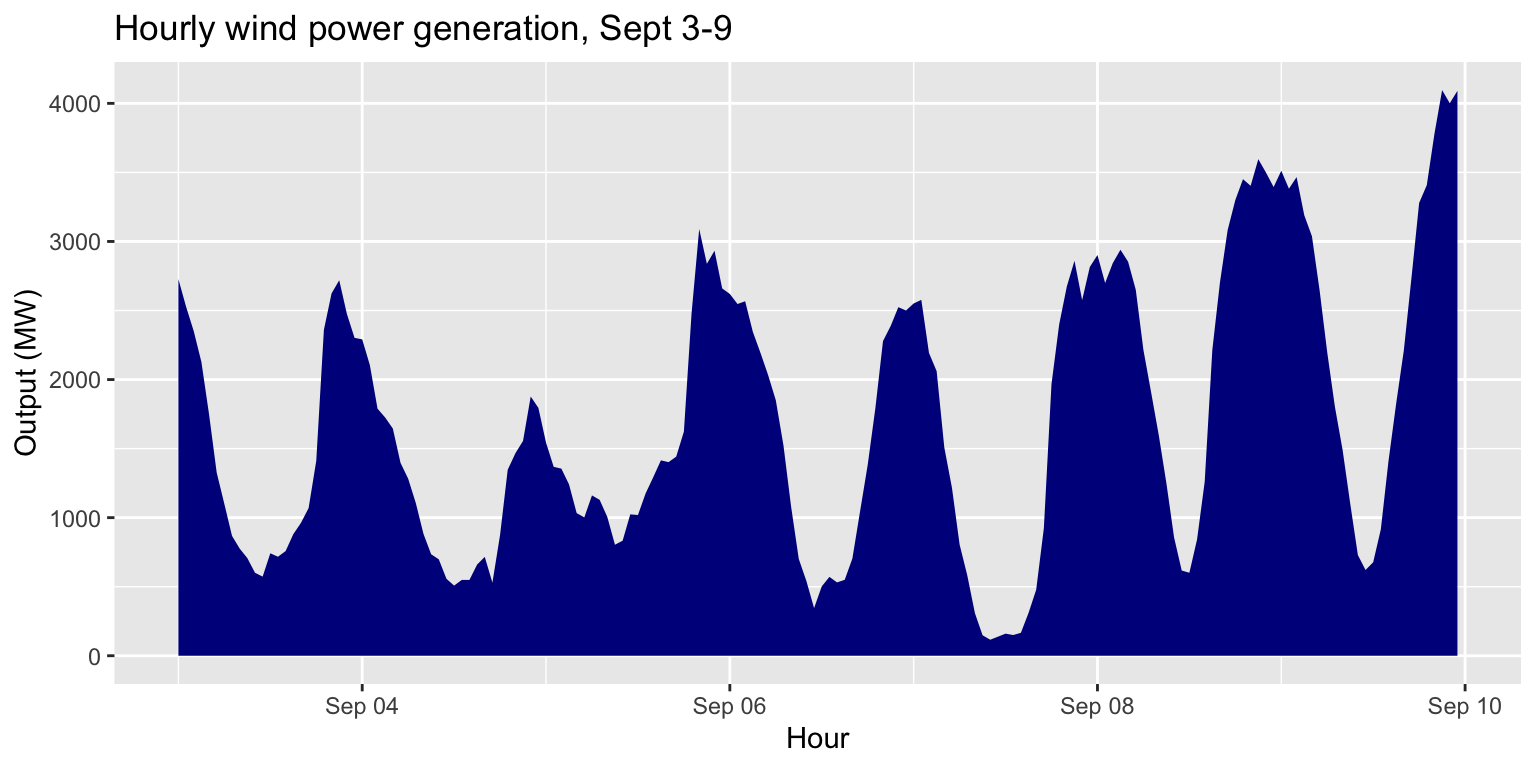 Hourly wind power generation, Sept 3-9
Output (MW)
4000
3000
2000
1000
0
Sep 04
Sep 06
Sep 08
Sep 10
Hour